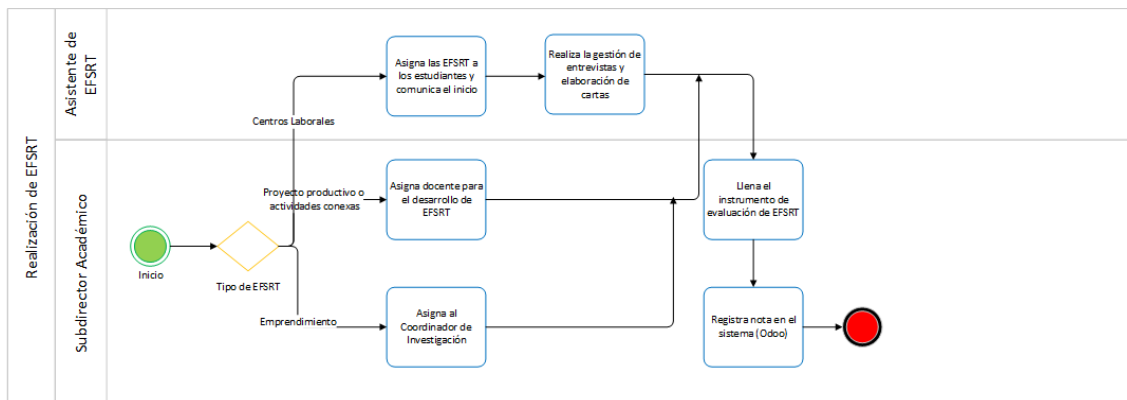 Realización de EFSRT
Asistente de
EFSRT
Subdirector Académico
Asigna las EFSRT a
los estudiantes y
comunica el inicio
Realiza la gestión de
entrevistas y
elaboración de
cartas
Centros Laborales
Proyecto productivo o
actividades conexas
Asigna docente para
el desarrollo de
EFSRT
Llena el
instrumento de
evaluación de EFSRT
Inicio
Tipo de EFSRT
Emprendimiento
Asigna al
Coordinador de
Investigación
Registra nota en el
sistema (Odoo)